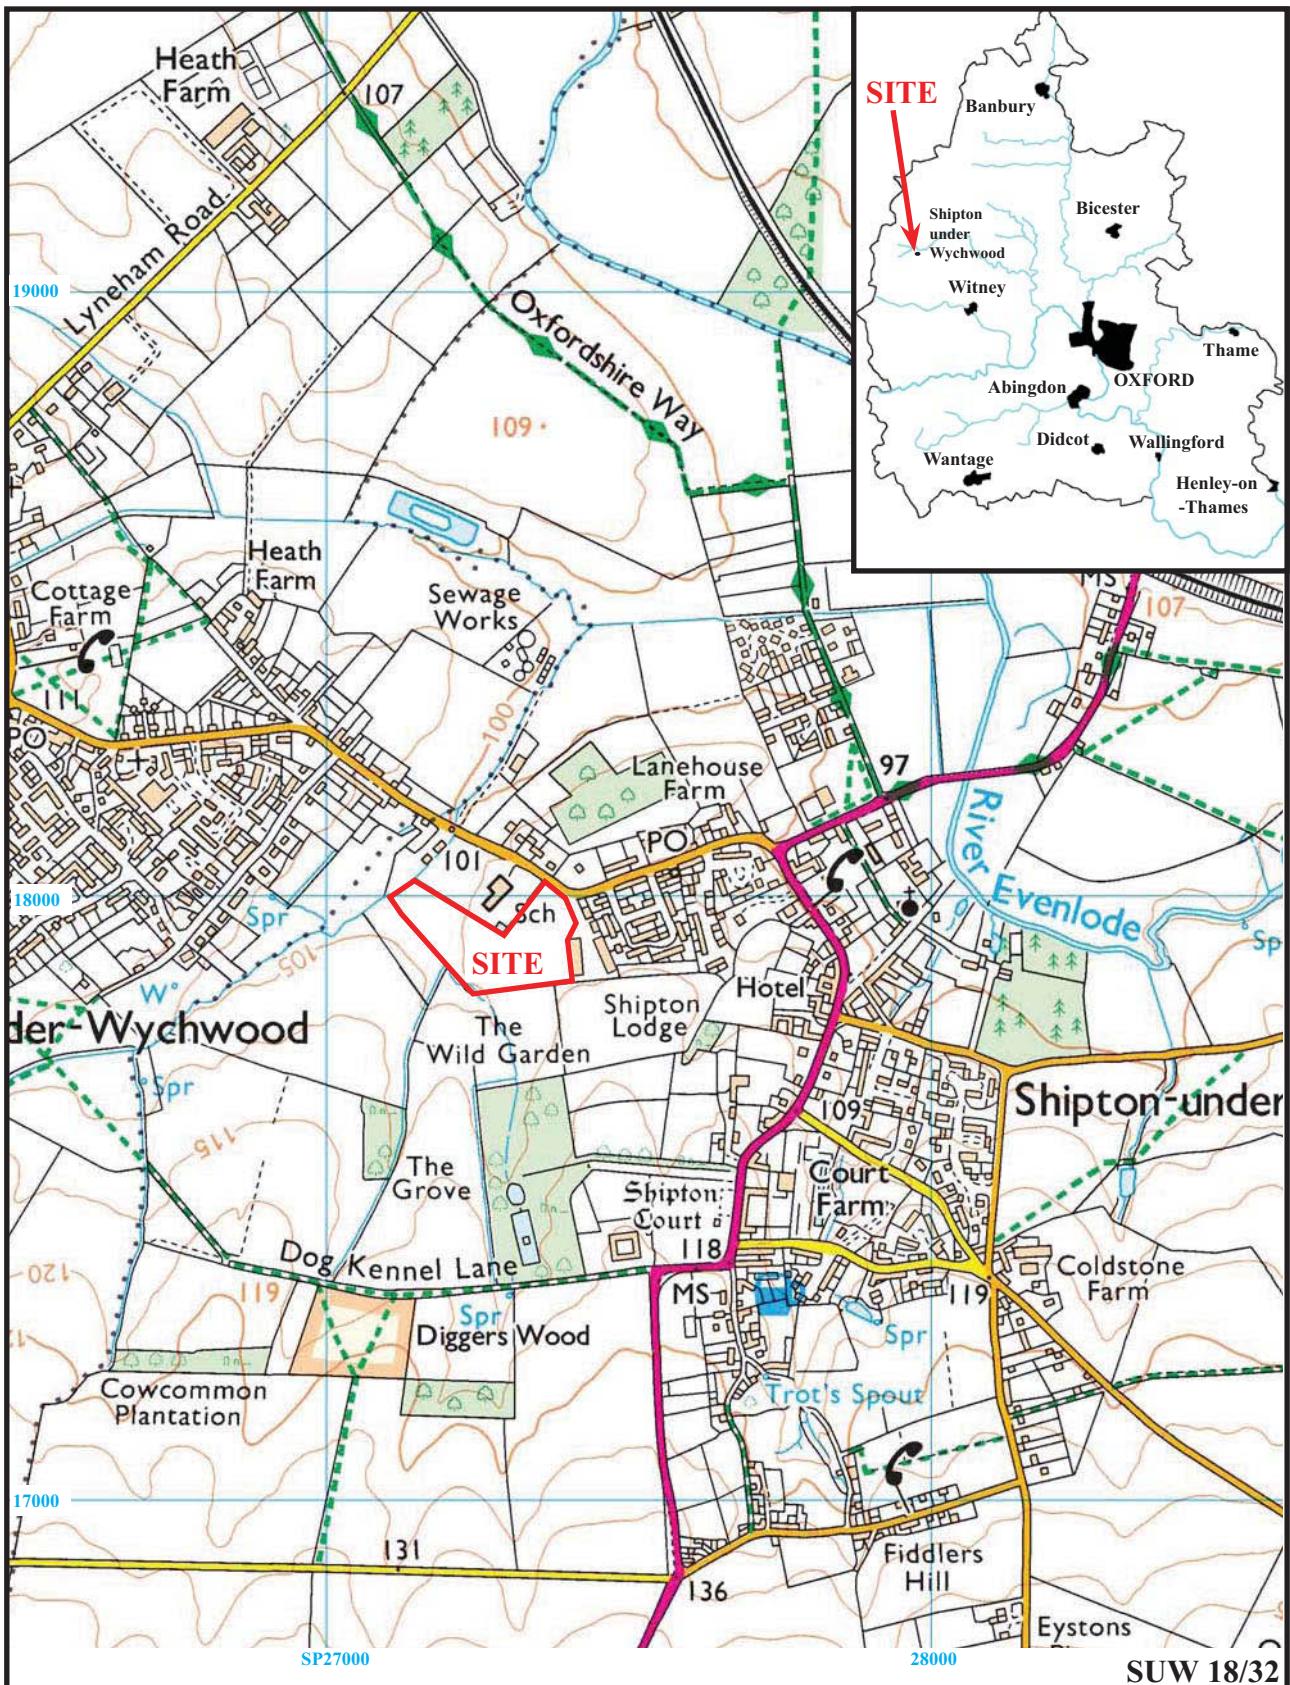 Heath
Farm
107
Lyneham Road
19000
Oxfordshire Way
109
SITE
Banbury
Shipton
under
Wychwood
Bicester
Witney
Thame
OXFORD
Abingdon
Didcot
Wallingford
Wantage
Henley-on
-Thames
MS
107
Heath
Farm
Cottage
Farm
Sewage
Works
111
PO
100
Lanehouse
Farm
97
PO
101
River Evenlode
18000
Spr
Sch
SITE
105
W
Hotel
Shipton
Lodge
The
Wild Garden
der-Wychwood
Spr
Sp
115
109
Shipton-under
The
Grove
Shipton
Court
Court
Farm
118
Dog Kennel Lane
120
119
MS
119
Coldstone
Farm
Spr
Diggers Wood
Spr
Cowcommon
Plantation
Trot's Spout
17000
131
136
Fiddlers
Hill
Eystons
SP27000
28000
SUW 18/32